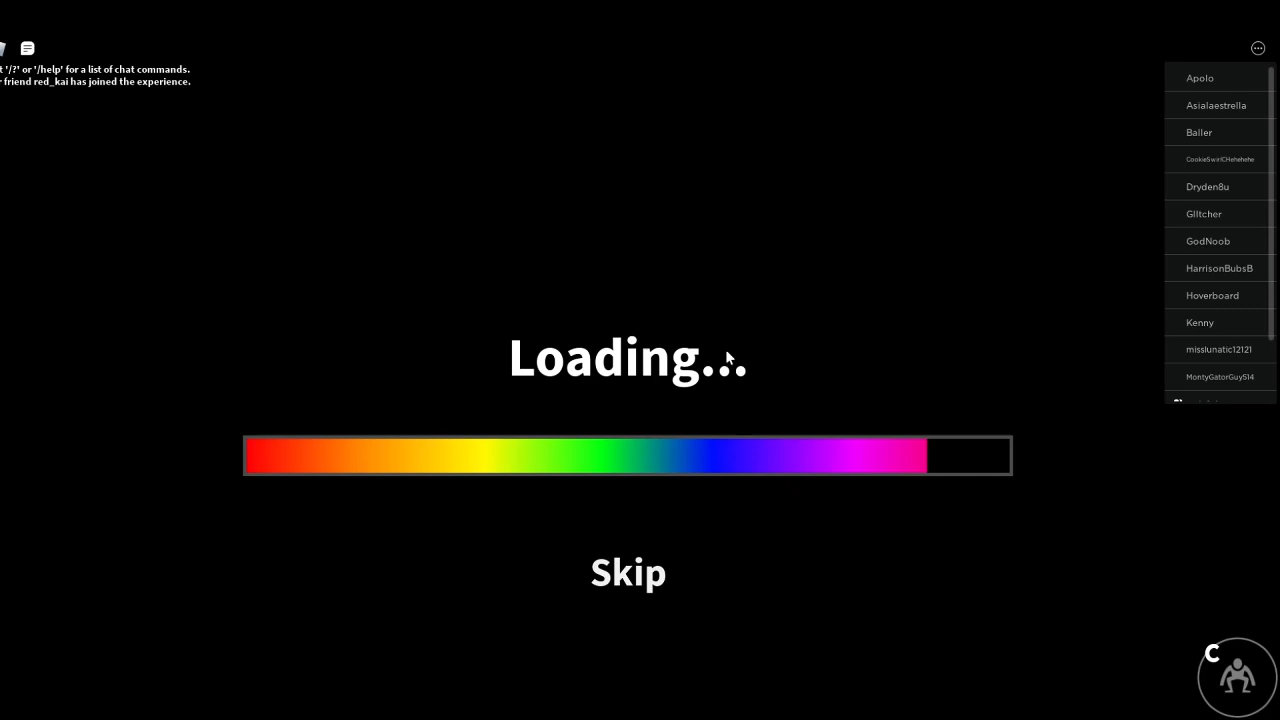 t '/?' or '/help' for a list of chat commands.
r friend red_kai has joined the experience.
Apolo
Asialaestrella
Baller
CookieSwirlCHehehehe
Dryden8u
GlItcher
GodNoob
HarrisonBubsB
Hoverboard
Kenny
misslunatic12121
MontyGatorGuy514
Loading...
Skip
C